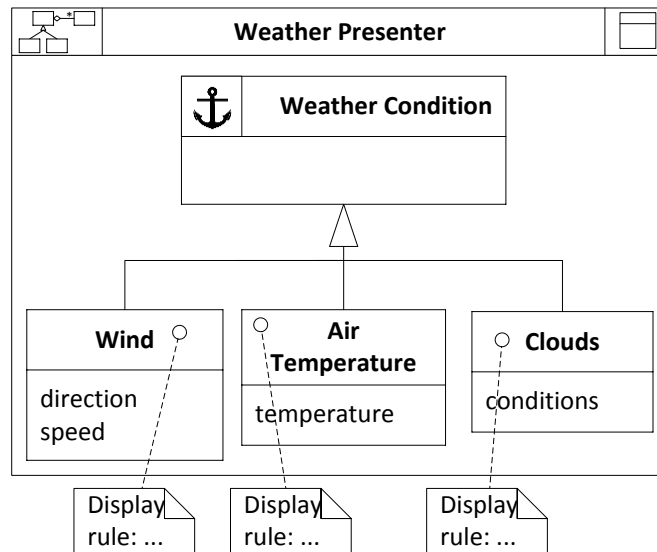 *
Weather Presenter
Weather Condition
Wind
direction
speed
Air
Temperature
temperature
Clouds
conditions
Display
rule: ...
Display
rule: ...
Display
rule: ...